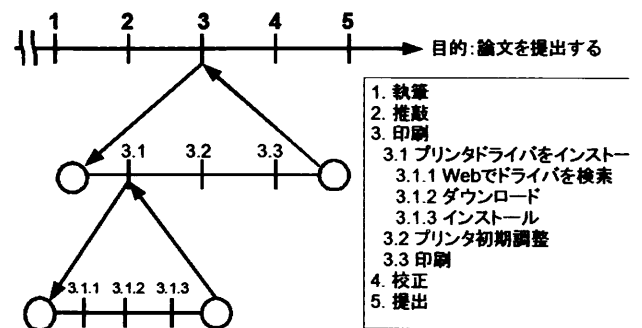 1 2 3 4 5
目的:論文を提出する
3.1 3.2 3.3
3.1.1 3.1.2 3.1.3
1. 執筆
2. 推敲
3. 印刷
3.1 プリンタドライバをインストー
3.1.1 Webでドライバを検索
3.1.2 ダウンロード
3.1.3 インストール
3.2 プリンタ初期調整
3.3 印刷
4. 校正
5. 提出